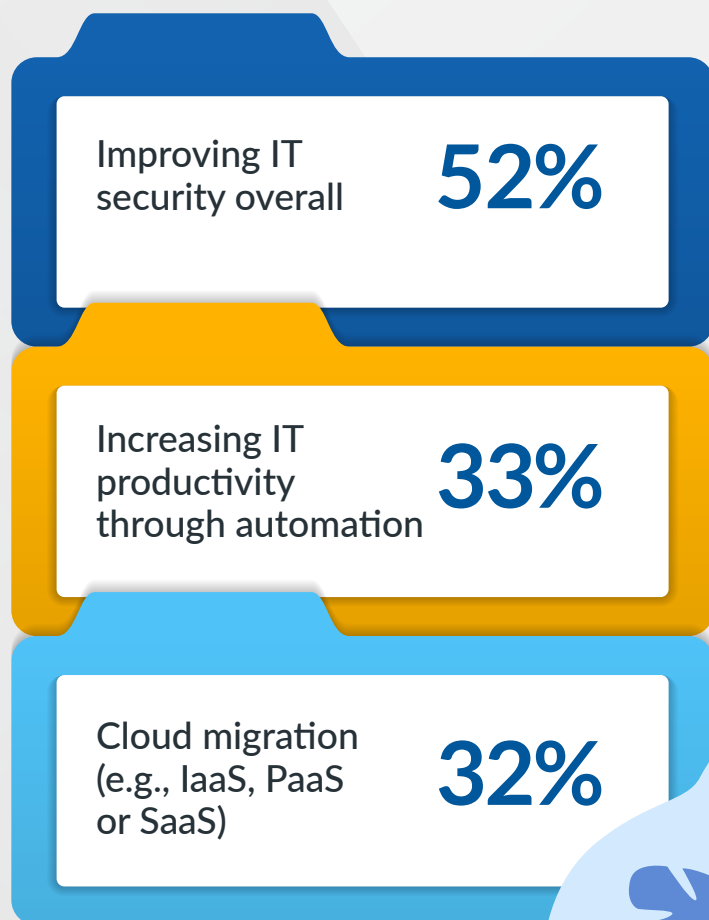 Improving IT
security overall
52%
Increasing IT
productivity
through automation
33%
Cloud migration
(e.g., IaaS, PaaS
or SaaS)
32%